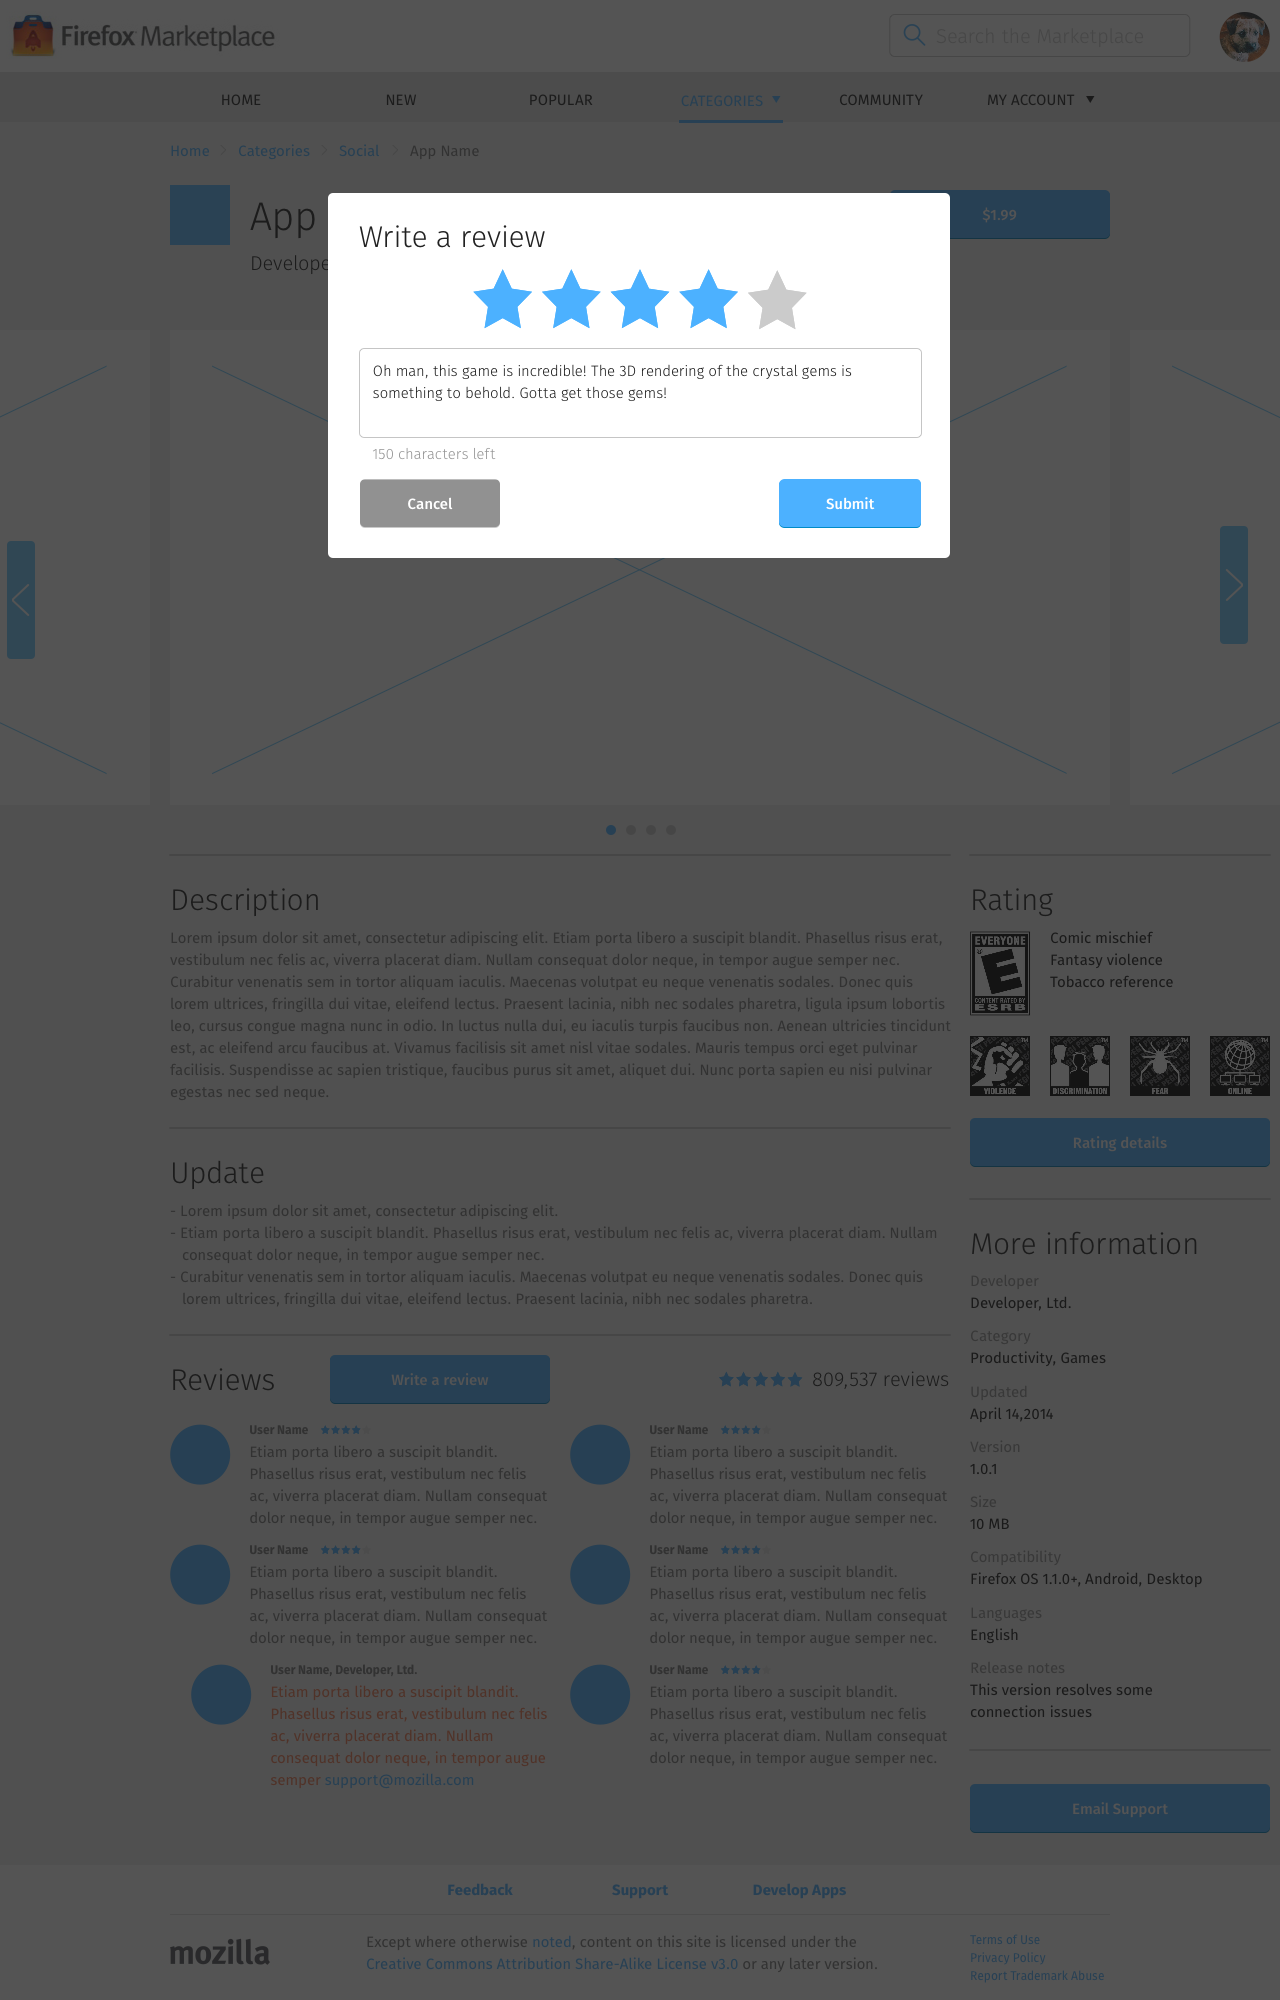 Firefox Marketplace
Search the Marketplace
HOME NEW POPULAR CATEGORIES COMMUNITY MY ACCOUNT
Home Categories Social App Name
App
$1.99
Develope
Write a review
Oh man, this game is incredible! The 3D rendering of the crystal gems is
something to behold. Gotta get those gems!
150 characters left
Cancel
Submit
Description
Lorem ipsum dolor sit amet, consectetur adipiscing elit. Etiam porta libero a suscipit blandit. Phasellus risus erat,
vestibulum nec felis ac, viverra placerat diam. Nullam consequat dolor neque, in tempor augue semper nec.
Curabitur venenatis sem in tortor aliquam iaculis. Maecenas volutpat eu neque venenatis sodales. Donec quis
lorem ultrices, fringilla dui vitae, eleifend lectus. Praesent lacinia, nibh nec sodales pharetra, ligula ipsum lobortis
leo, cursus congue magna nunc in odio. In luctus nulla dui, eu iaculis turpis faucibus non. Aenean ultricies tincidunt
est, ac eleifend arcu faucibus at. Vivamus facilisis sit amet nisl vitae sodales. Mauris tempus orci eget pulvinar
facilisis. Suspendisse ac sapien tristique, faucibus purus sit amet, aliquet dui. Nunc porta sapien eu nisi pulvinar
egestas nec sed neque.
Update
- Lorem ipsum dolor sit amet, consectetur adipiscing elit.
- Etiam porta libero a suscipit blandit. Phasellus risus erat, vestibulum nec felis ac, viverra placerat diam. Nullam
consequat dolor neque, in tempor augue semper nec.
- Curabitur venenatis sem in tortor aliquam iaculis. Maecenas volutpat eu neque venenatis sodales. Donec quis
lorem ultrices, fringilla dui vitae, eleifend lectus. Praesent lacinia, nibh nec sodales pharetra.
Reviews
Write a review
809,537 reviews
User Name
Etiam porta libero a suscipit blandit.
Phasellus risus erat, vestibulum nec felis
ac, viverra placerat diam. Nullam consequat
dolor neque, in tempor augue semper nec.
User Name
Etiam porta libero a suscipit blandit.
Phasellus risus erat, vestibulum nec felis
ac, viverra placerat diam. Nullam consequat
dolor neque, in tempor augue semper nec.
User Name
Etiam porta libero a suscipit blandit.
Phasellus risus erat, vestibulum nec felis
ac, viverra placerat diam. Nullam consequat
dolor neque, in tempor augue semper nec.
User Name
Etiam porta libero a suscipit blandit.
Phasellus risus erat, vestibulum nec felis
ac, viverra placerat diam. Nullam consequat
dolor neque, in tempor augue semper nec.
User Name, Developer, Ltd.
Etiam porta libero a suscipit blandit.
Phasellus risus erat, vestibulum nec felis
ac, viverra placerat diam. Nullam
consequat dolor neque, in tempor augue
semper support@mozilla.com
User Name
Etiam porta libero a suscipit blandit.
Phasellus risus erat, vestibulum nec felis
ac, viverra placerat diam. Nullam consequat
dolor neque, in tempor augue semper nec.
Rating
EVERYONE
E
CONTENT RATED BY
ESRB
Comic mischief
Fantasy violence
Tobacco reference
VIOLENCE
DISCRIMINATION
FEAR
ONLINE
Rating details
More information
Developer
Developer, Ltd.
Category
Productivity, Games
Updated
April 14,2014
Version
1.0.1
Size
10 MB
Compatibility
Firefox OS 1.1.0+, Android, Desktop
Languages
English
Release notes
This version resolves some
connection issues
Email Support
Feedback Support Develop Apps
mozilla
Except where otherwise noted, content on this site is licensed under the
Creative Commons Attribution Share-Alike License v3.0 or any later version.
Terms of Use
Privacy Policy
Report Trademark Abuse